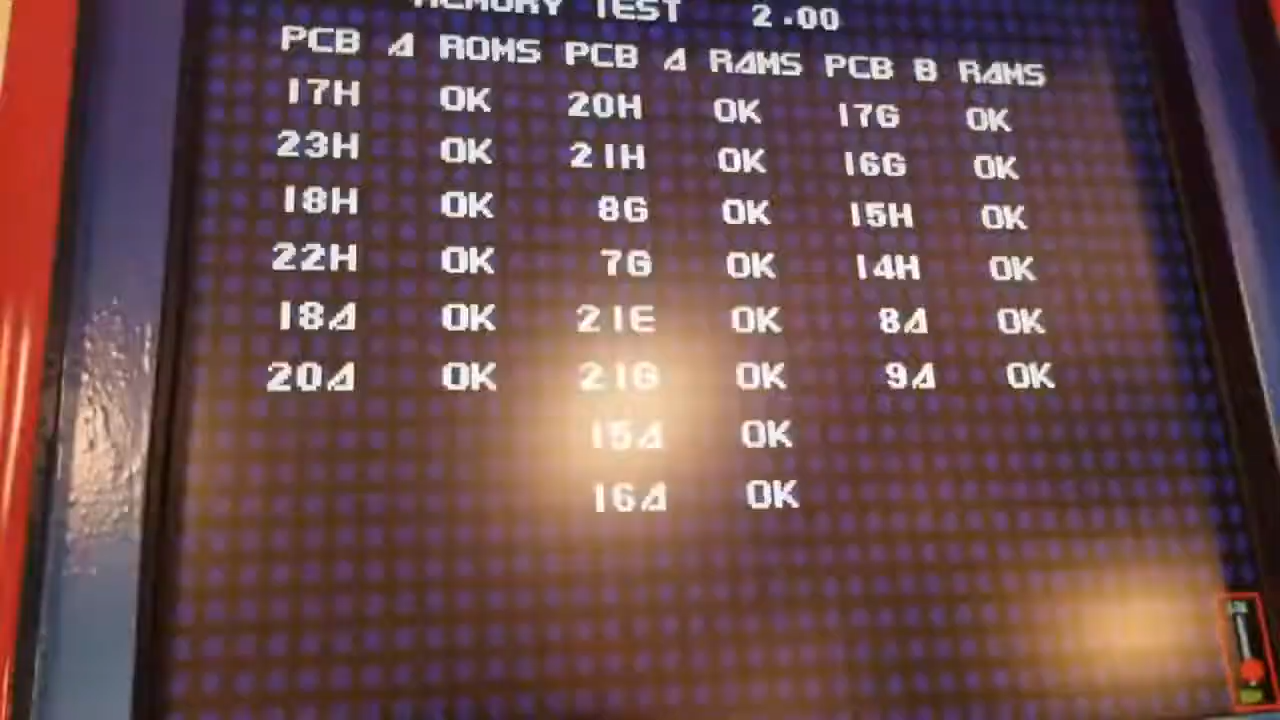 MEMORY TEST 2.00
PCB A ROMS PCB A RAMS PCB B RAMS
17H OK 20H OK 17G OK
23H OK 21H OK 16G OK
18H OK 8G OK 15H OK
22H OK 7G OK 14H OK
18A OK 21E OK 8A OK
20A OK 21G OK 9A OK
15A OK
16A OK